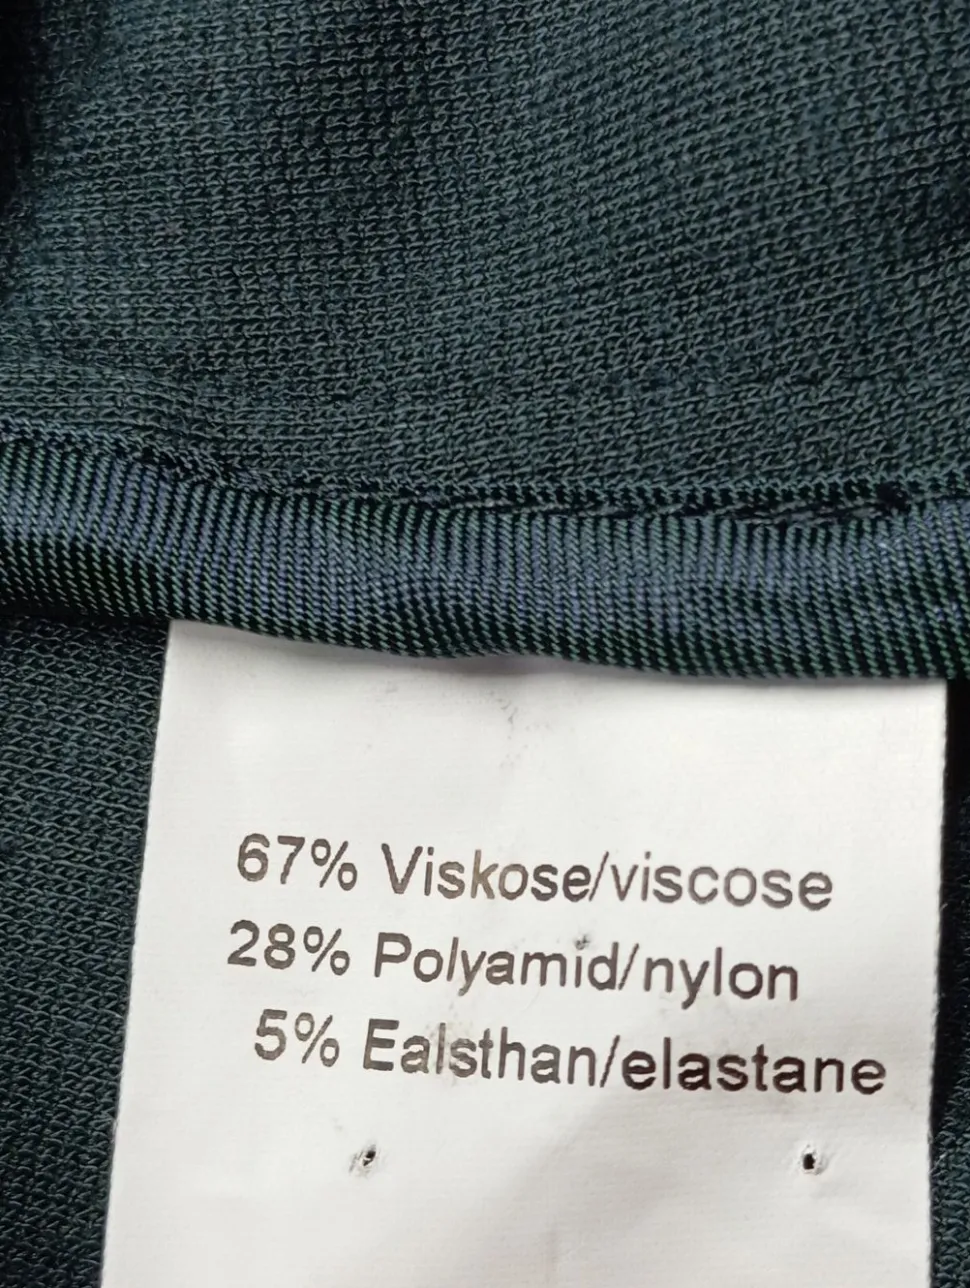 67% Viskose/viscose
28% Polyamid/nylon
5% Ealsthan/elastane